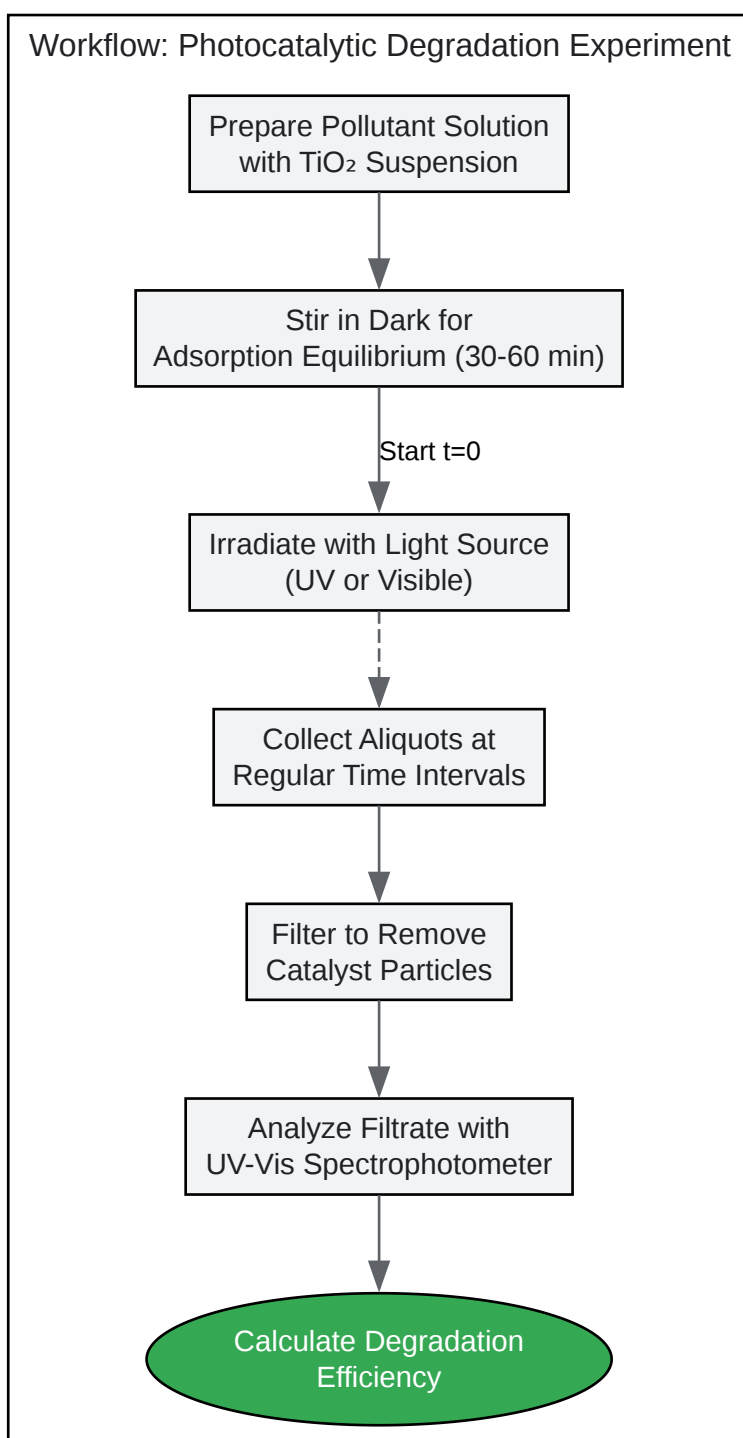 Workflow: Photocatalytic Degradation Experiment
Prepare Pollutant Solution
with TiO₂ Suspension
Stir in Dark for
Adsorption Equilibrium (30-60 min)
Start t=0
Irradiate with Light Source
(UV or Visible)
Collect Aliquots at
Regular Time Intervals
Filter to Remove
Catalyst Particles
Analyze Filtrate with
UV-Vis Spectrophotometer
Calculate Degradation
Efficiency